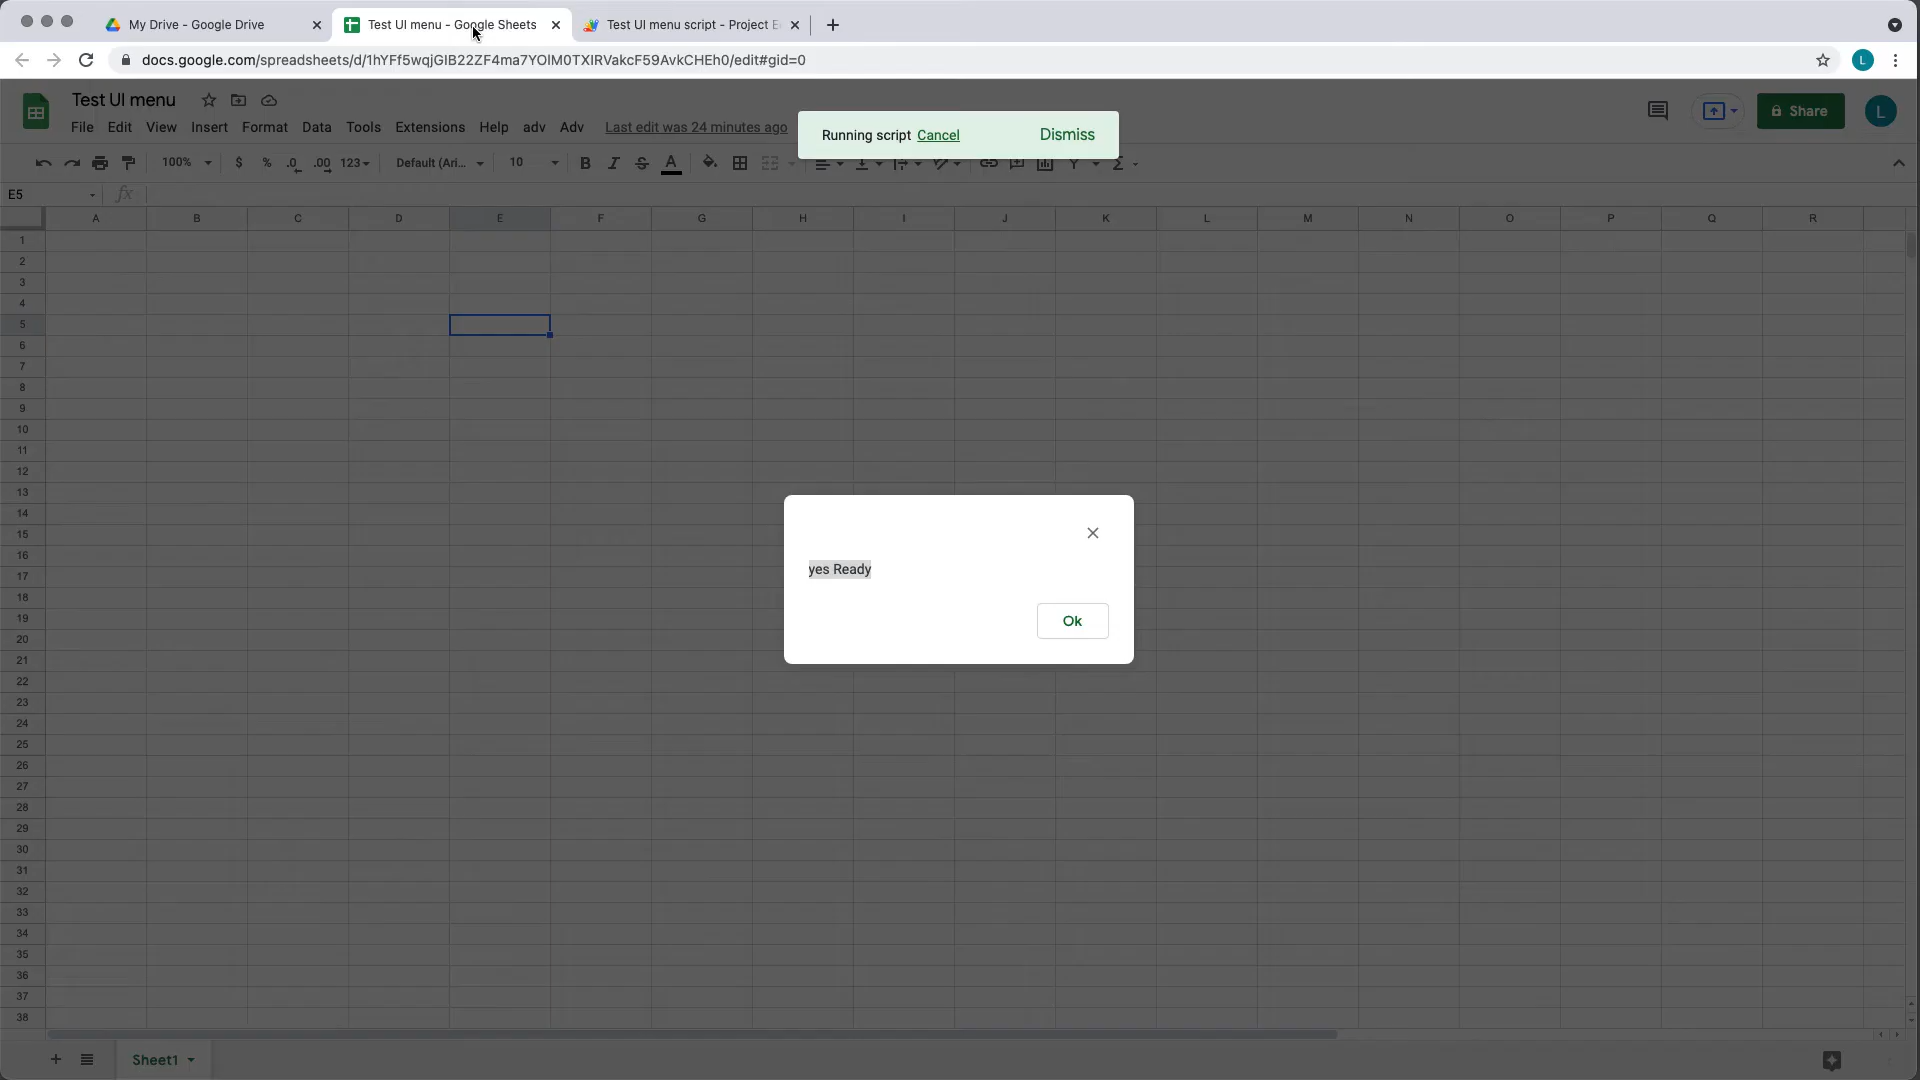 My Drive - Google Drive
Test UI menu - Google Sheets
Test UI menu script - Project E
docs.google.com/spreadsheets/d/1hYFf5wqjGIB22ZF4ma7YOlM0TXIRVakcF59AvkCHEh0/edit#gid=0
L
Test UI menu
File Edit View Insert Format Data Tools Extensions Help adv Adv Last edit was 24 minutes ago
Running script Cancel Dismiss
Share
L
100% $ % .0 .00 123 Default (Ari... 10 B I S A
E5 fx
A B C D E F G H I J K L M N O P Q R
1
2
3
4
5
6
7
8
9
10
11
12
13
14
15
16
17
18
19
20
21
22
23
24
25
26
27
28
29
30
31
32
33
34
35
36
37
38
yes Ready
Ok
Sheet1